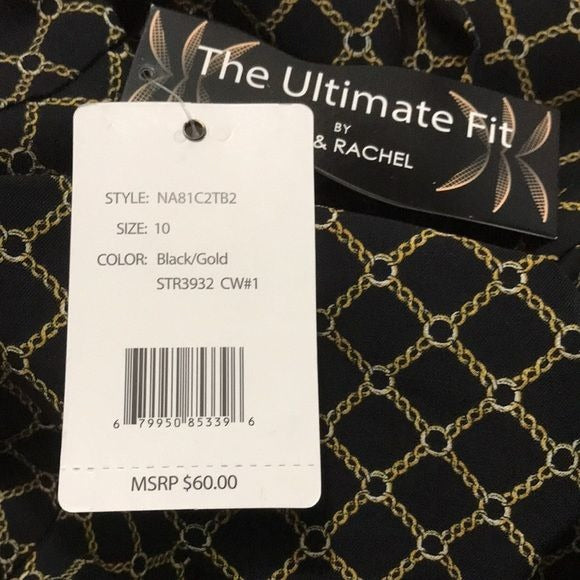 The Ultimate Fit
BY
& RACHEL
STYLE: NA81C2TB2
SIZE: 10
COLOR: Black/Gold
STR3932 CW#1
6 79950 85339 6
MSRP $60.00